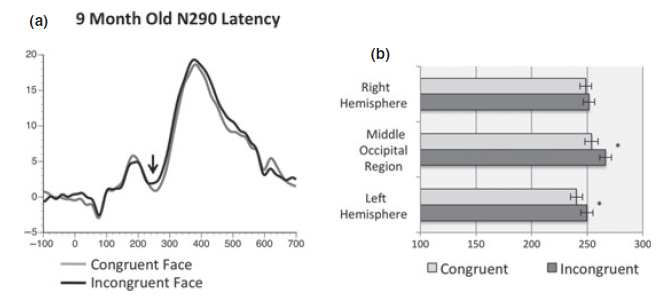 (a) 9 Month Old N290 Latency
20
15
10
5
0
−5
−100 0 100 200 300 400 500 600 700
Congruent Face
Incongruent Face
(b)
Right
Hemisphere
Middle
Occipital
Region
*
Left
Hemisphere
*
100 150 200 250 300
Congruent Incongruent